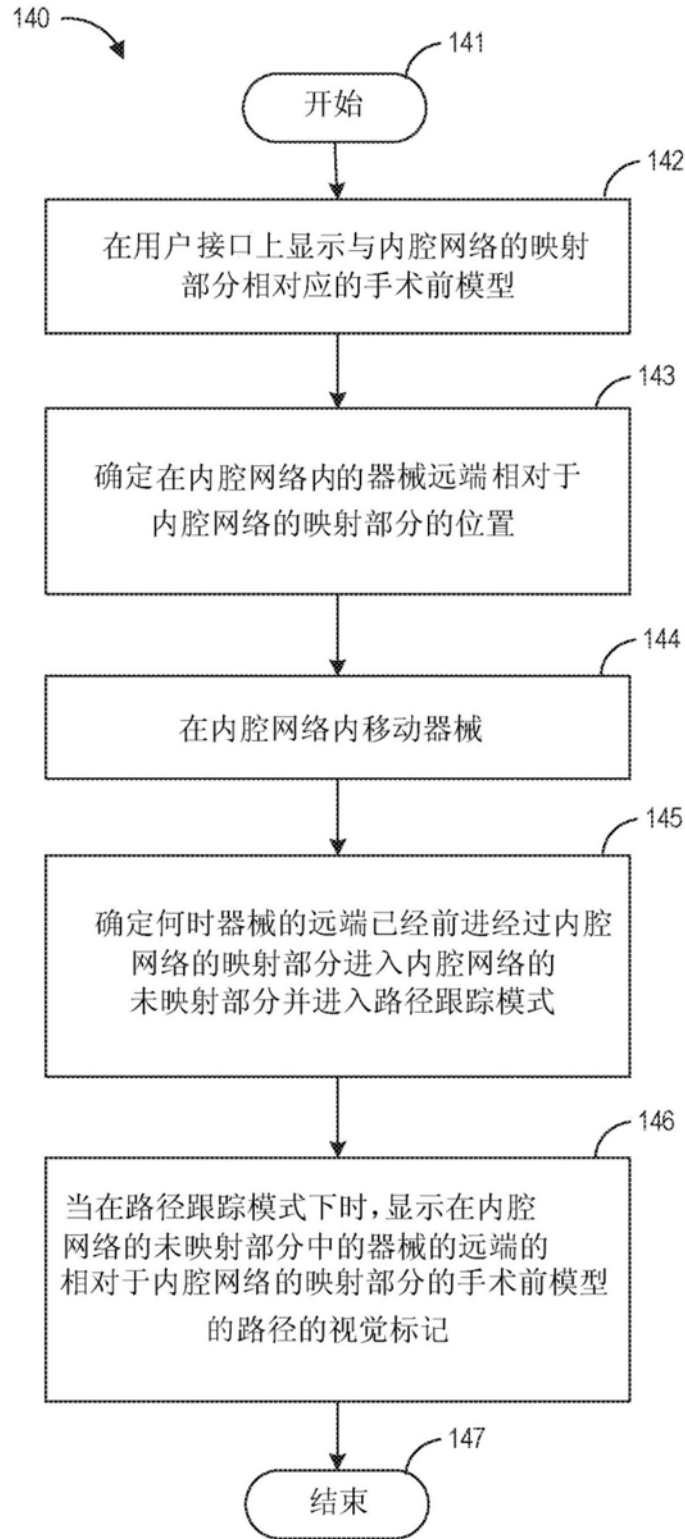 140
141
开始
142
在用户接口上显示与内腔网络的映射
部分相对应的手术前模型
143
确定在内腔网络内的器械远端相对于
内腔网络的映射部分的位置
144
在内腔网络内移动器械
145
确定何时器械的远端已经前进经过内腔
网络的映射部分进入内腔网络的
未映射部分并进入路径跟踪模式
146
当在路径跟踪模式下时，显示在内腔
网络的未映射部分中的器械的远端的
相对于内腔网络的映射部分的手术前模型
的路径的视觉标记
147
结束